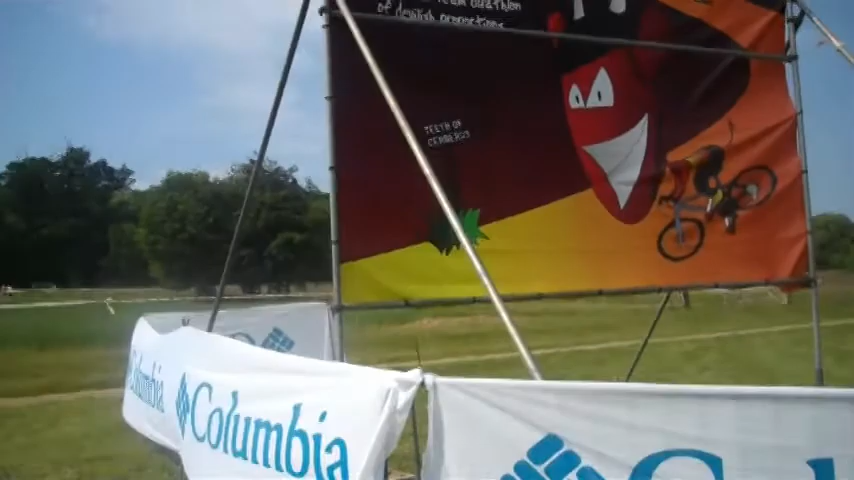 of devilish proportions
TEETH OF
CERBERUS
Columbia
Columbia